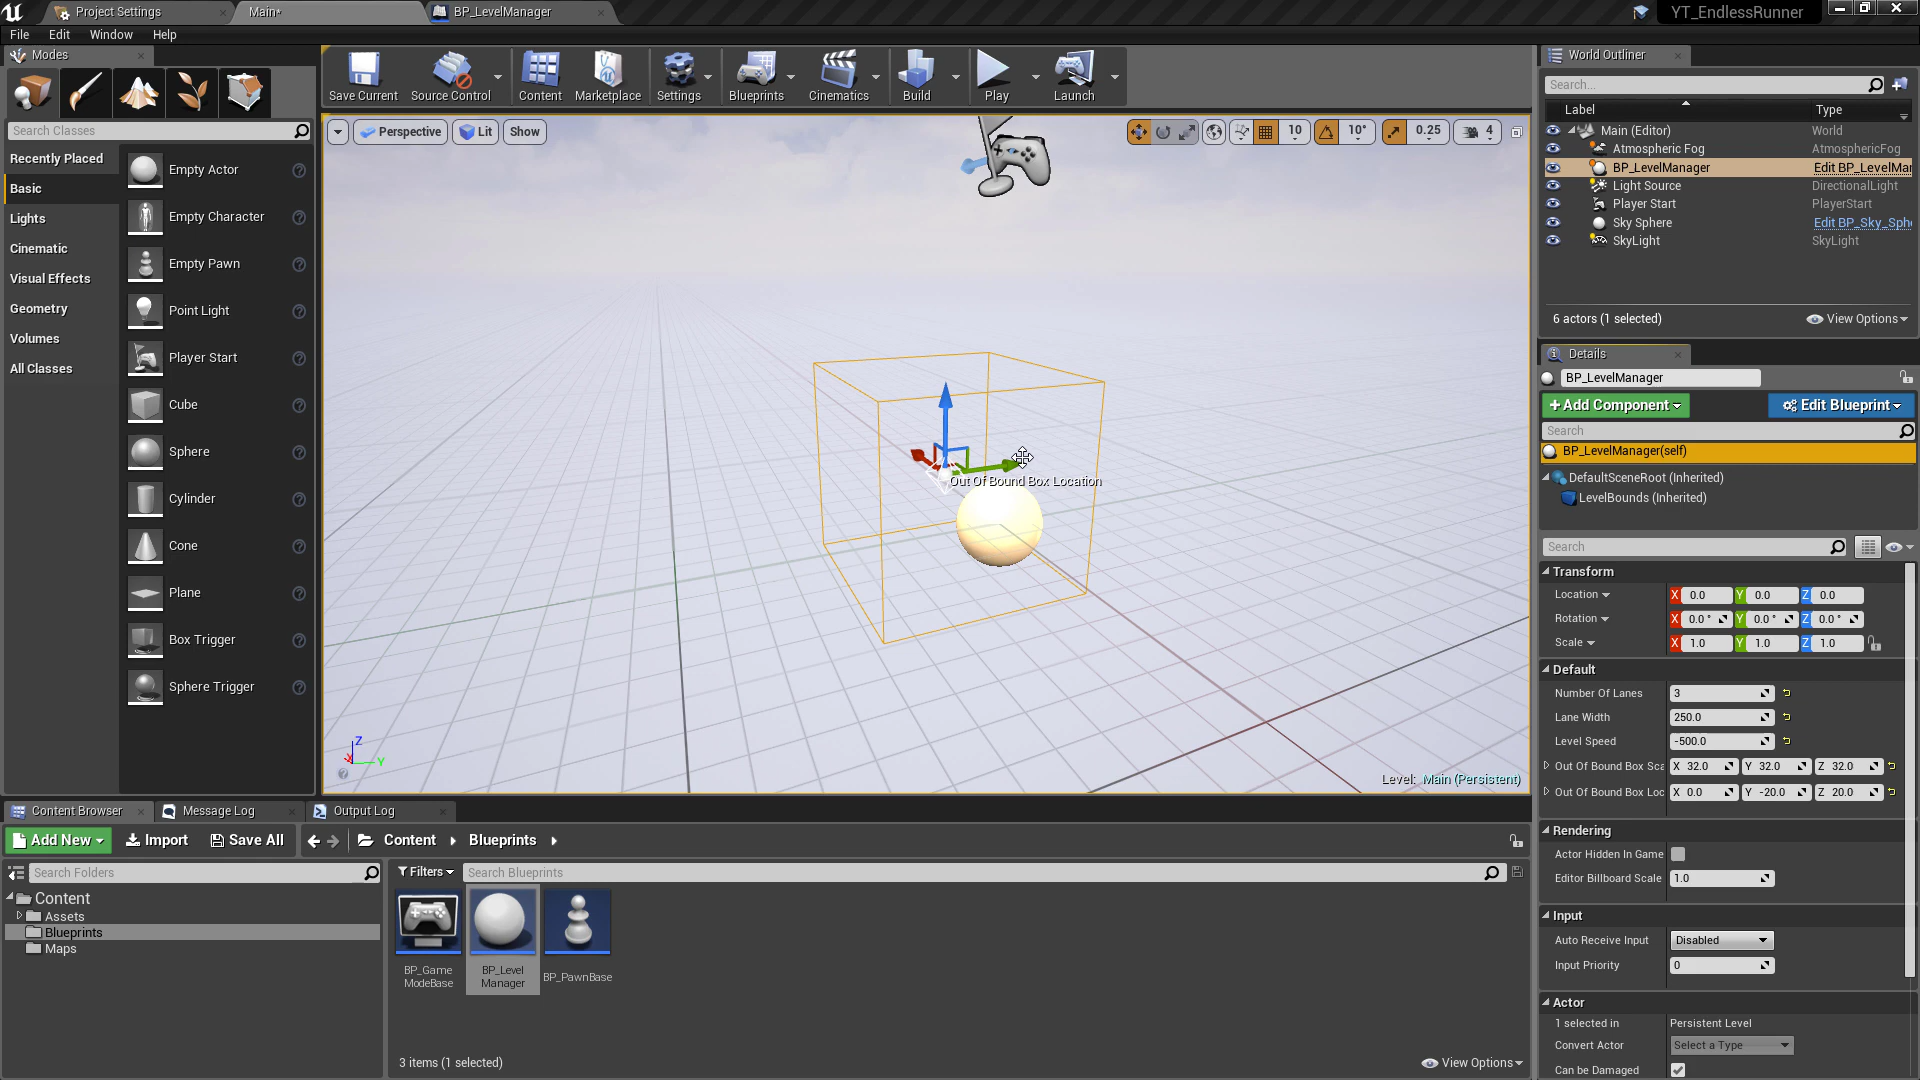 Project Settings
Main*
BP_LevelManager
YT_EndlessRunner
File
Edit
Window
Help
Modes
Save Current
Source Control
Content
Marketplace
Settings
Blueprints
Cinematics
Build
Play
Launch
Search Classes
Recently Placed
Basic
Lights
Cinematic
Visual Effects
Geometry
Volumes
All Classes
Empty Actor
Empty Character
Empty Pawn
Point Light
Player Start
Cube
Sphere
Cylinder
Cone
Plane
Box Trigger
Sphere Trigger
Perspective
Lit
Show
10
10°
0.25
4
Out Of Bound Box Location
Z
X
Y
Level: Main (Persistent)
World Outliner
Search...
Label
Type
Main (Editor)
World
Atmospheric Fog
AtmosphericFog
BP_LevelManager
Edit BP_LevelMar
Light Source
DirectionalLight
Player Start
PlayerStart
Sky Sphere
Edit BP_Sky_Sph
SkyLight
SkyLight
6 actors (1 selected)
View Options
Details
BP_LevelManager
+Add Component
Edit Blueprint
Search
BP_LevelManager(self)
DefaultSceneRoot (Inherited)
LevelBounds (Inherited)
Search
Transform
Location
X 0.0 Y 0.0 Z 0.0
Rotation
X 0.0° Y 0.0° Z 0.0°
Scale
X 1.0 Y 1.0 Z 1.0
Default
Number Of Lanes
3
Lane Width
250.0
Level Speed
-500.0
Out Of Bound Box Sca
X 32.0 Y 32.0 Z 32.0
Out Of Bound Box Loc
X 0.0 Y -20.0 Z 20.0
Rendering
Actor Hidden In Game
Editor Billboard Scale
1.0
Input
Auto Receive Input
Disabled
Input Priority
0
Actor
1 selected in
Persistent Level
Convert Actor
Select a Type
Can be Damaged
Content Browser
Message Log
Output Log
Add New
Import
Save All
Content
Blueprints
Search Folders
Filters
Search Blueprints
Content
Assets
Blueprints
Maps
BP_Game
ModeBase
BP_Level
Manager
BP_PawnBase
3 items (1 selected)
View Options